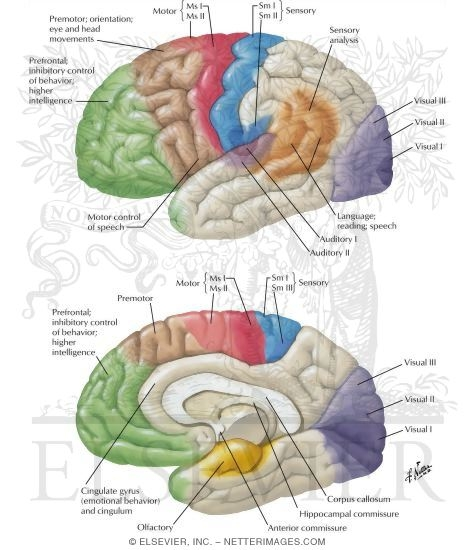 Motor { Ms I
Ms II
Sm I
Sm II } Sensory
Premotor; orientation;
eye and head
movements
Sensory
analysis
Prefrontal;
inhibitory control
of behavior;
higher
intelligence
Visual III
Visual II
Visual I
Motor control
of speech
Language;
reading; speech
Auditory I
Auditory II
Motor { Ms I
Ms II
Sm I
Sm III } Sensory
Premotor
Prefrontal;
inhibitory control
of behavior;
higher
intelligence
Visual III
Visual II
Visual I
ELSEVIER
F. Netter
Cingulate gyrus
(emotional behavior)
and cingulum
Corpus callosum
Hippocampal commissure
Olfactory
Anterior commissure
© ELSEVIER, INC. – NETTERIMAGES.COM